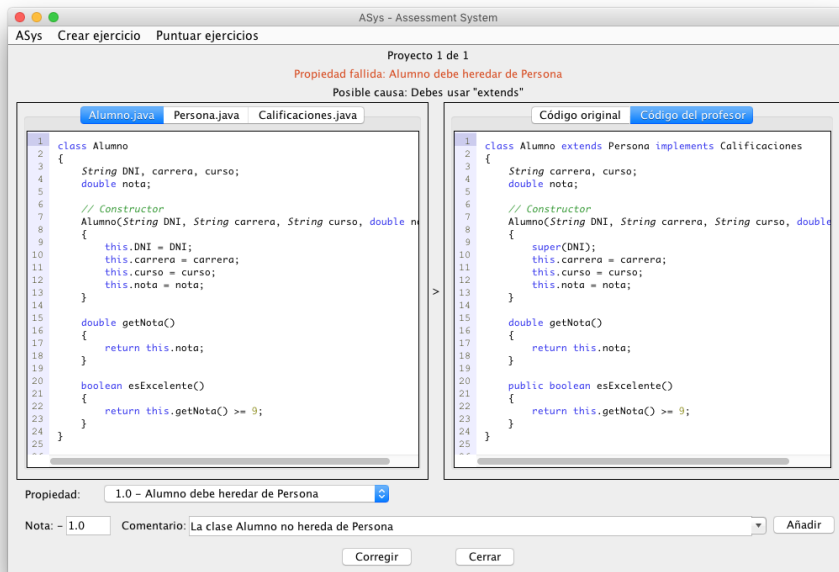 ASys - Assessment System
ASys Crear ejercicio Puntuar ejercicios
Proyecto 1 de 1
Propiedad fallida: Alumno debe heredar de Persona
Posible causa: Debes usar "extends"
Alumno.java Persona.java Calificaciones.java
1 class Alumno
2 {
3 String DNI, carrera, curso;
4 double nota;
5
6 // Constructor
7 Alumno(String DNI, String carrera, String curso, double n
8 {
9 this.DNI = DNI;
10 this.carrera = carrera;
11 this.curso = curso;
12 this.nota = nota;
13 }
14
15 double getNota()
16 {
17 return this.nota;
18 }
19
20 boolean esExcelente()
21 {
22 return this.getNota() >= 9;
23 }
24 }
25
>
Código original Código del profesor
1 class Alumno extends Persona implements Calificaciones
2 {
3 String carrera, curso;
4 double nota;
5
6 // Constructor
7 Alumno(String DNI, String carrera, String curso, double
8 {
9 super(DNI);
10 this.carrera = carrera;
11 this.curso = curso;
12 this.nota = nota;
13 }
14
15 double getNota()
16 {
17 return this.nota;
18 }
19
20 public boolean esExcelente()
21 {
22 return this.getNota() >= 9;
23 }
24 }
25
Propiedad: 1.0 - Alumno debe heredar de Persona
Nota: - 1.0 Comentario: La clase Alumno no hereda de Persona Añadir
Corregir Cerrar